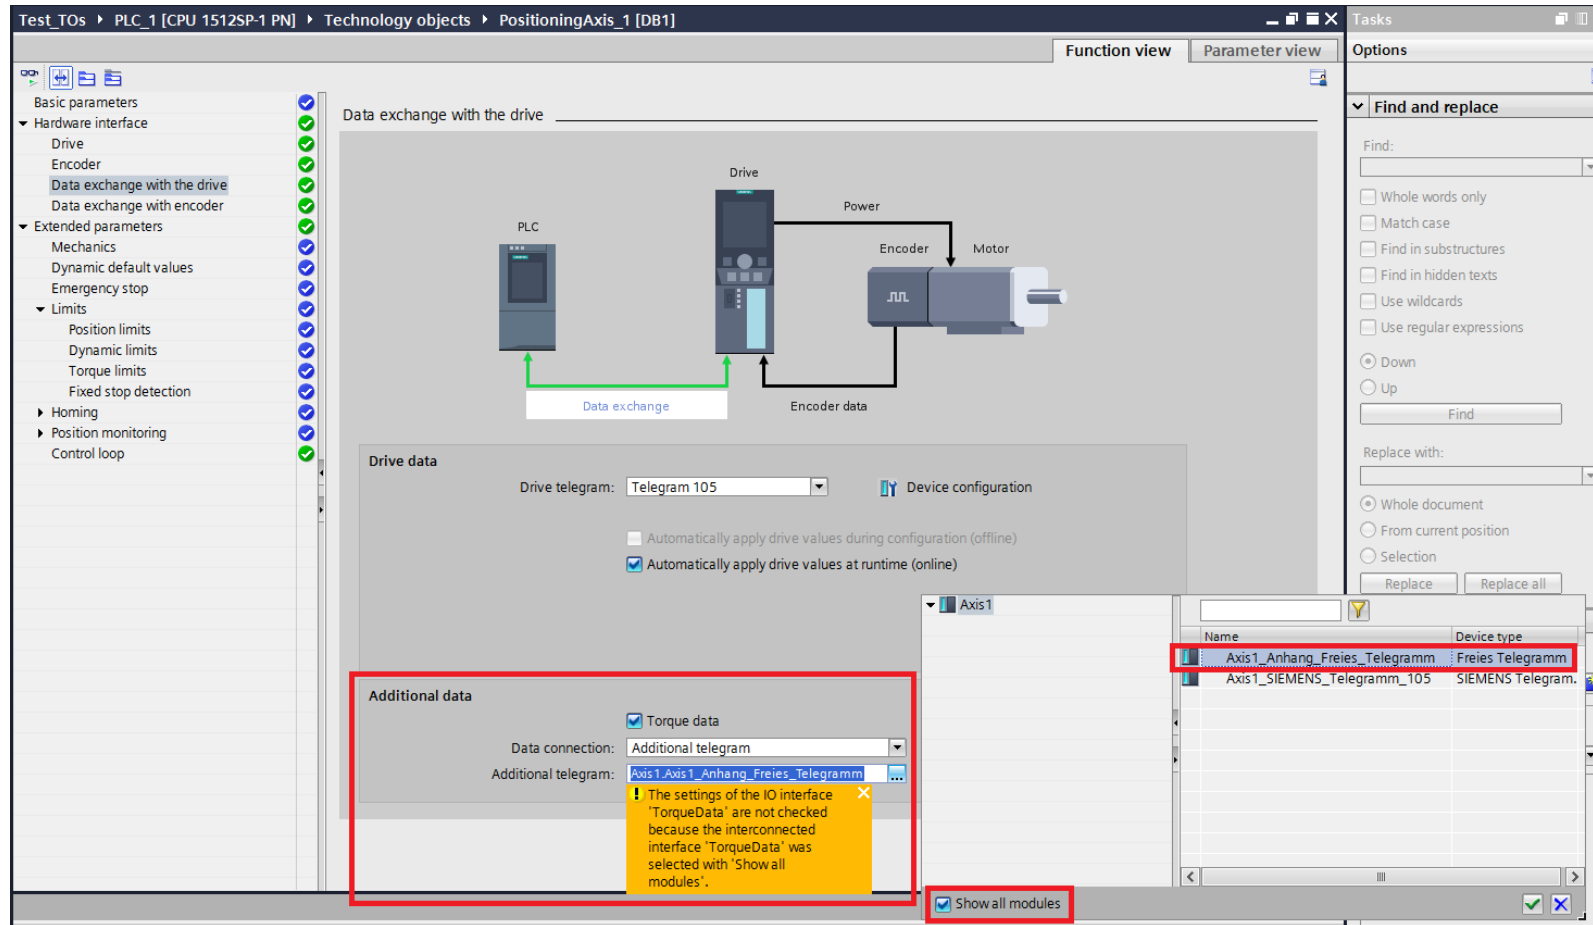 Test_TOs ▸ PLC_1 [CPU 1512SP-1 PN] ▸ Technology objects ▸ PositioningAxis_1 [DB1]
Tasks
Function view
Parameter view
Options
Basic parameters
Hardware interface
Drive
Encoder
Data exchange with the drive
Data exchange with encoder
Extended parameters
Mechanics
Dynamic default values
Emergency stop
Limits
Position limits
Dynamic limits
Torque limits
Fixed stop detection
Homing
Position monitoring
Control loop
Data exchange with the drive
Drive
Power
PLC
Encoder
Motor
Data exchange
Encoder data
Drive data
Drive telegram:
Telegram 105
Device configuration
Automatically apply drive values during configuration (offline)
Automatically apply drive values at runtime (online)
Additional data
Torque data
Data connection:
Additional telegram
Additional telegram:
Axis1.Axis1_Anhang_Freies_Telegramm
...
The settings of the IO interface
'TorqueData' are not checked
because the interconnected
interface 'TorqueData' was
selected with 'Show all
modules'.
Axis1
Name
Device type
Axis1_Anhang_Freies_Telegramm
Freies Telegramm
Axis1_SIEMENS_Telegramm_105
SIEMENS Telegram.
Show all modules
Find and replace
Find:
Whole words only
Match case
Find in substructures
Find in hidden texts
Use wildcards
Use regular expressions
Down
Up
Find
Replace with:
Whole document
From current position
Selection
Replace
Replace all